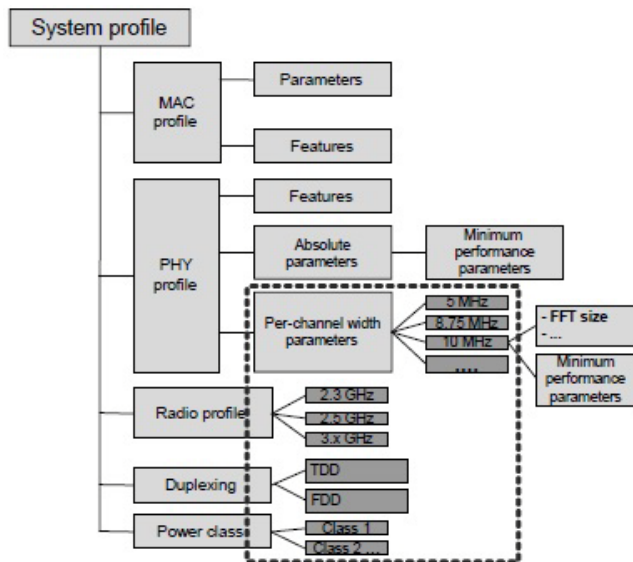 System profile
MAC
profile
Parameters
Features
PHY
profile
Features
Absolute
parameters
Minimum
performance
parameters
Per-channel width
parameters
5 MHz
8.75 MHz
10 MHz
....
- FFT size
- ...
Minimum
performance
parameters
Radio profile
2.3 GHz
2.5 GHz
3.x GHz
Duplexing
TDD
FDD
Power class
Class 1
Class 2 ...